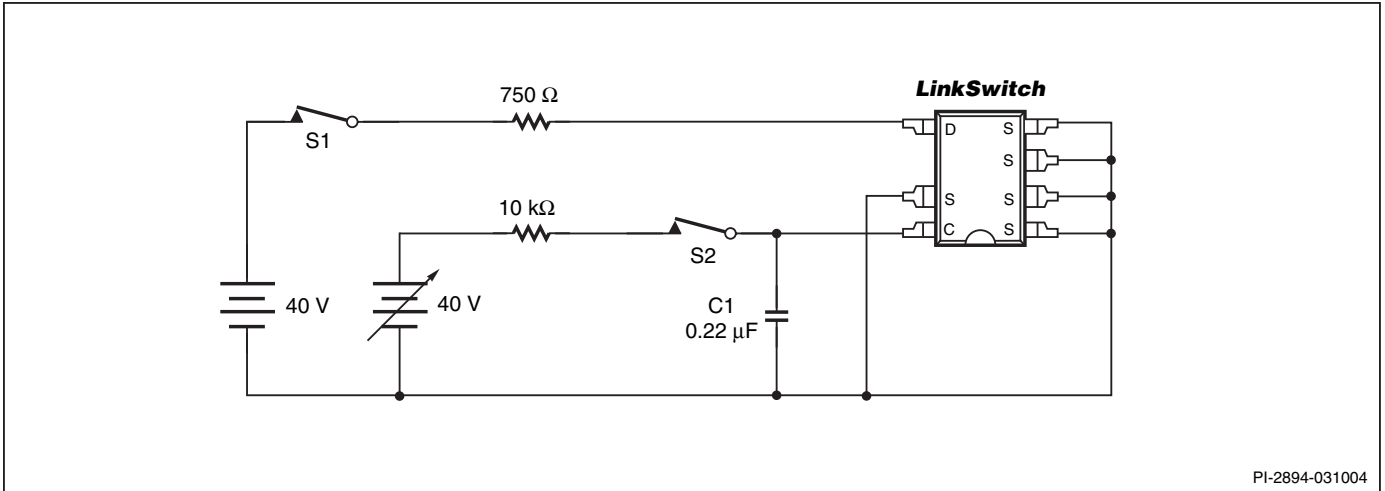 LinkSwitch
750 Ω
D S
S1
S
10 kΩ
S S
C S
S2
40 V
40 V
C1
0.22 µF
PI-2894-031004